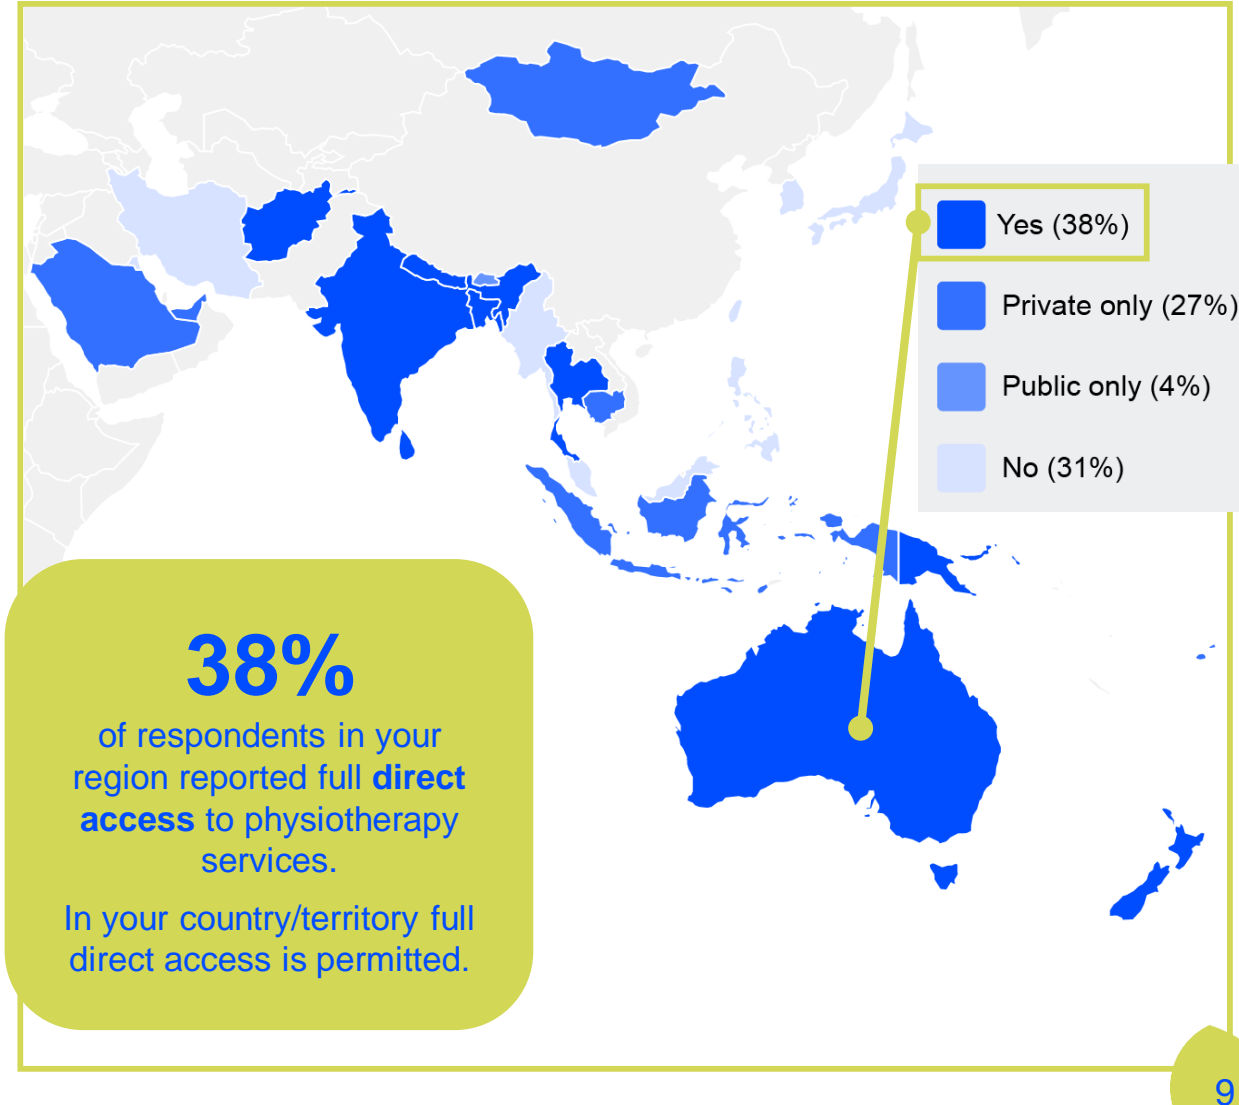 Yes (38%)
Private only (27%)
Public only (4%)
No (31%)
38%
of respondents in your
region reported full direct
access to physiotherapy
services.
In your country/territory full
direct access is permitted.
9